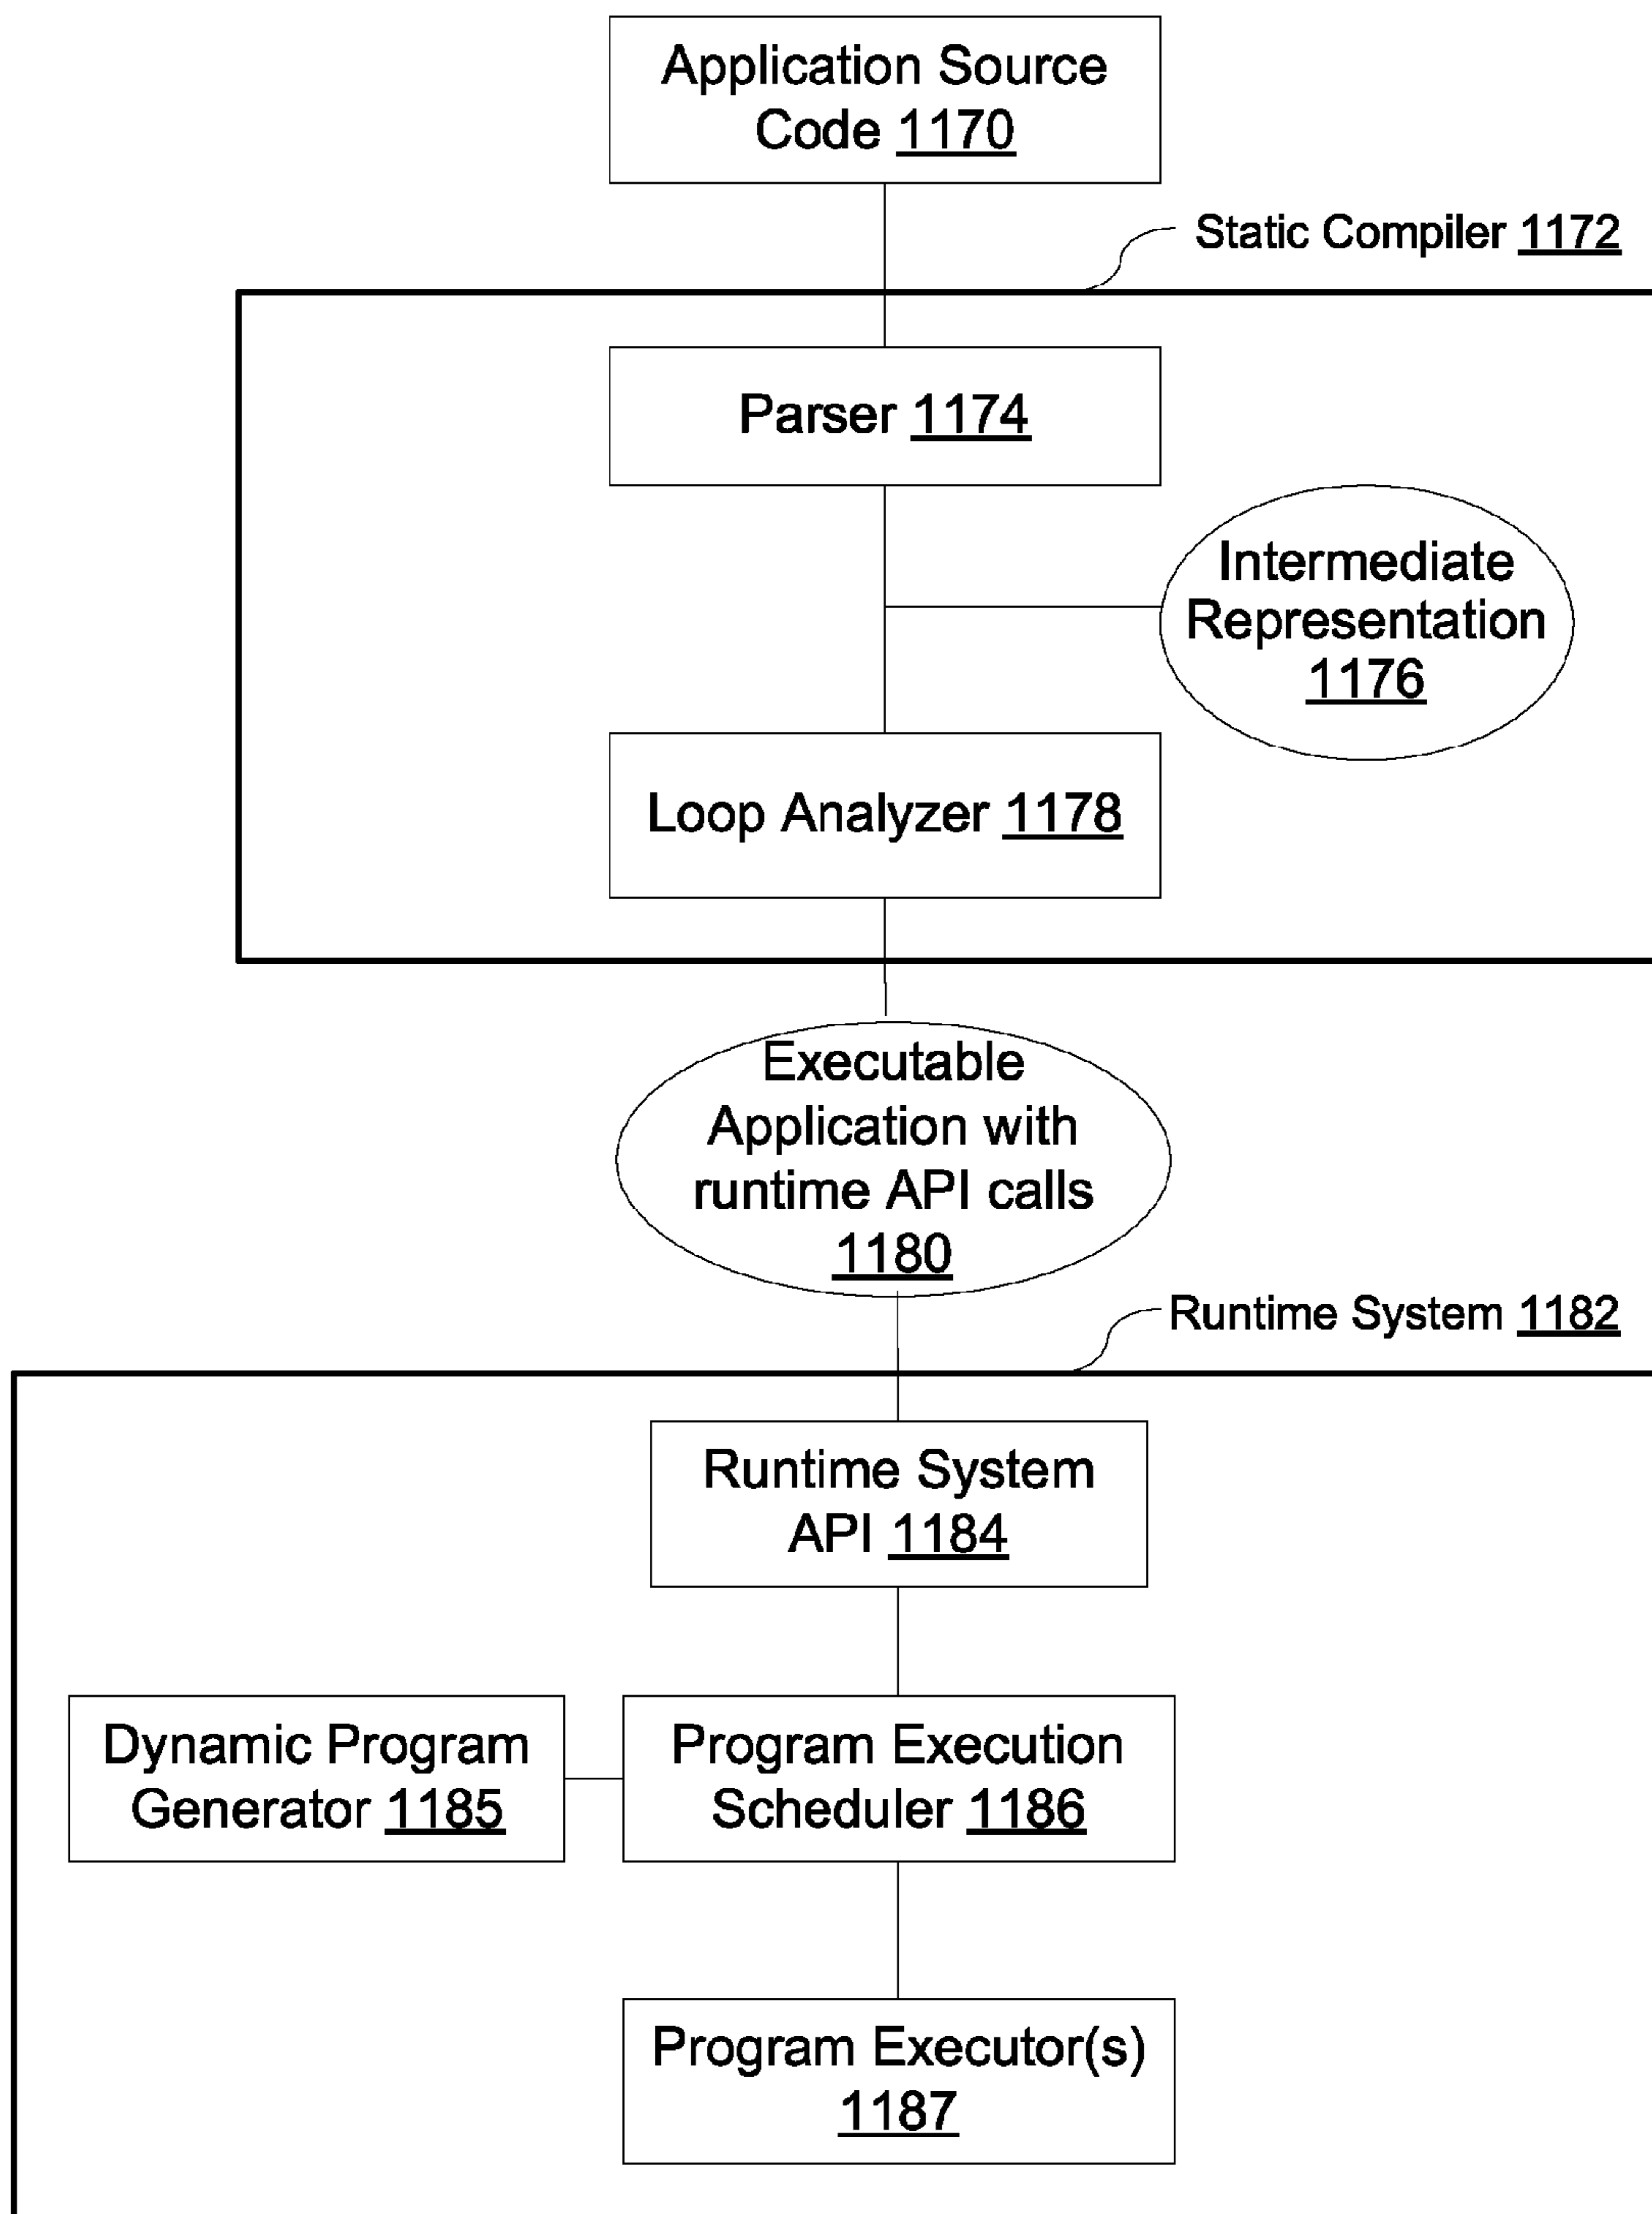 Application Source
Code 1170
Static Compiler 1172
Parser 1174
Intermediate
Representation
1176
Loop Analyzer 1178
Executable
Application with
runtime API calls
1180
Runtime System 1182
Runtime System
API 1184
Dynamic Program
Generator 1185
Program Execution
Scheduler 1186
Program Executor(s)
1187